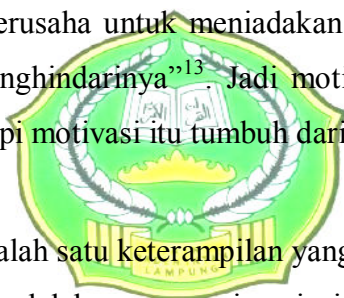 erusaha untuk meniadakan
nghindarinya”¹³. Jadi moti
pi motivasi itu tumbuh dari
alah satu keterampilan yang
LAMPUNG